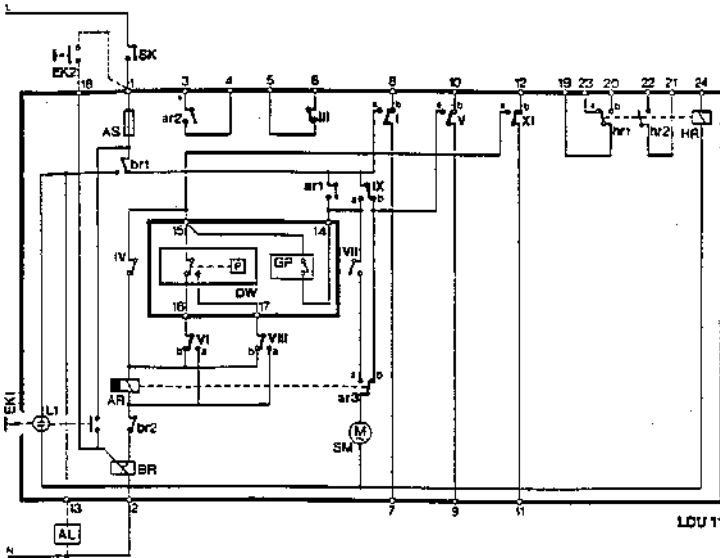 L
EK2
SK
18 1 3 4 5 6 8 10 12 19 23 20 22 21 24
AS
ar2
III
a b I
a b V
a b XI
a b hr1
hr2
HR
br1
ar1
IX
a b
15
14
IV
P
GP
VII
DW
16
17
VI
b a
VIII
b a
AR
a b
ar3
EK1
L1
br2
M
SM
BR
13 2 7 9 11
AL
N